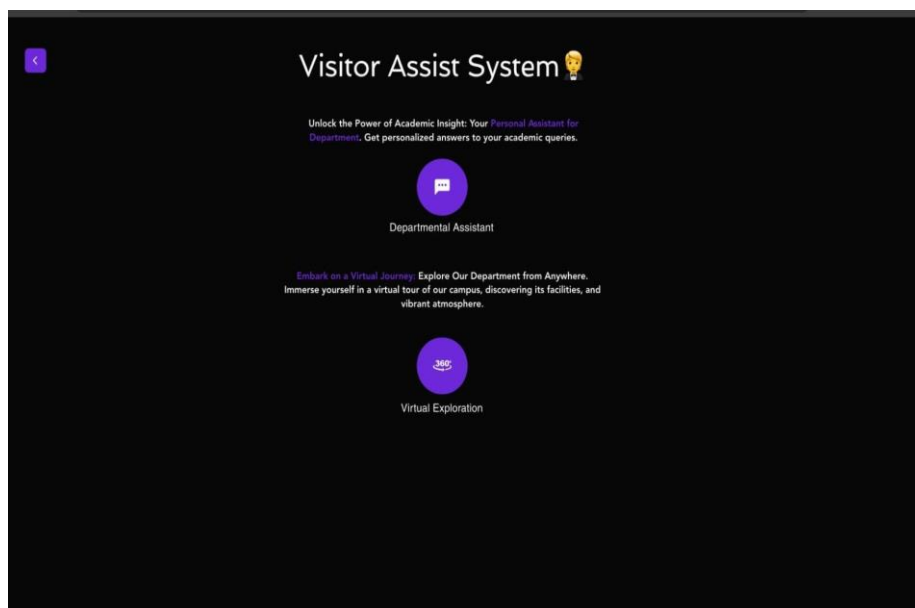 Visitor Assist System
Unlock the Power of Academic Insight: Your Personal Assistant for
Department. Get personalized answers to your academic queries.
Departmental Assistant
Embark on a Virtual Journey: Explore Our Department from Anywhere.
Immerse yourself in a virtual tour of our campus, discovering its facilities, and
vibrant atmosphere.
360°
Virtual Exploration